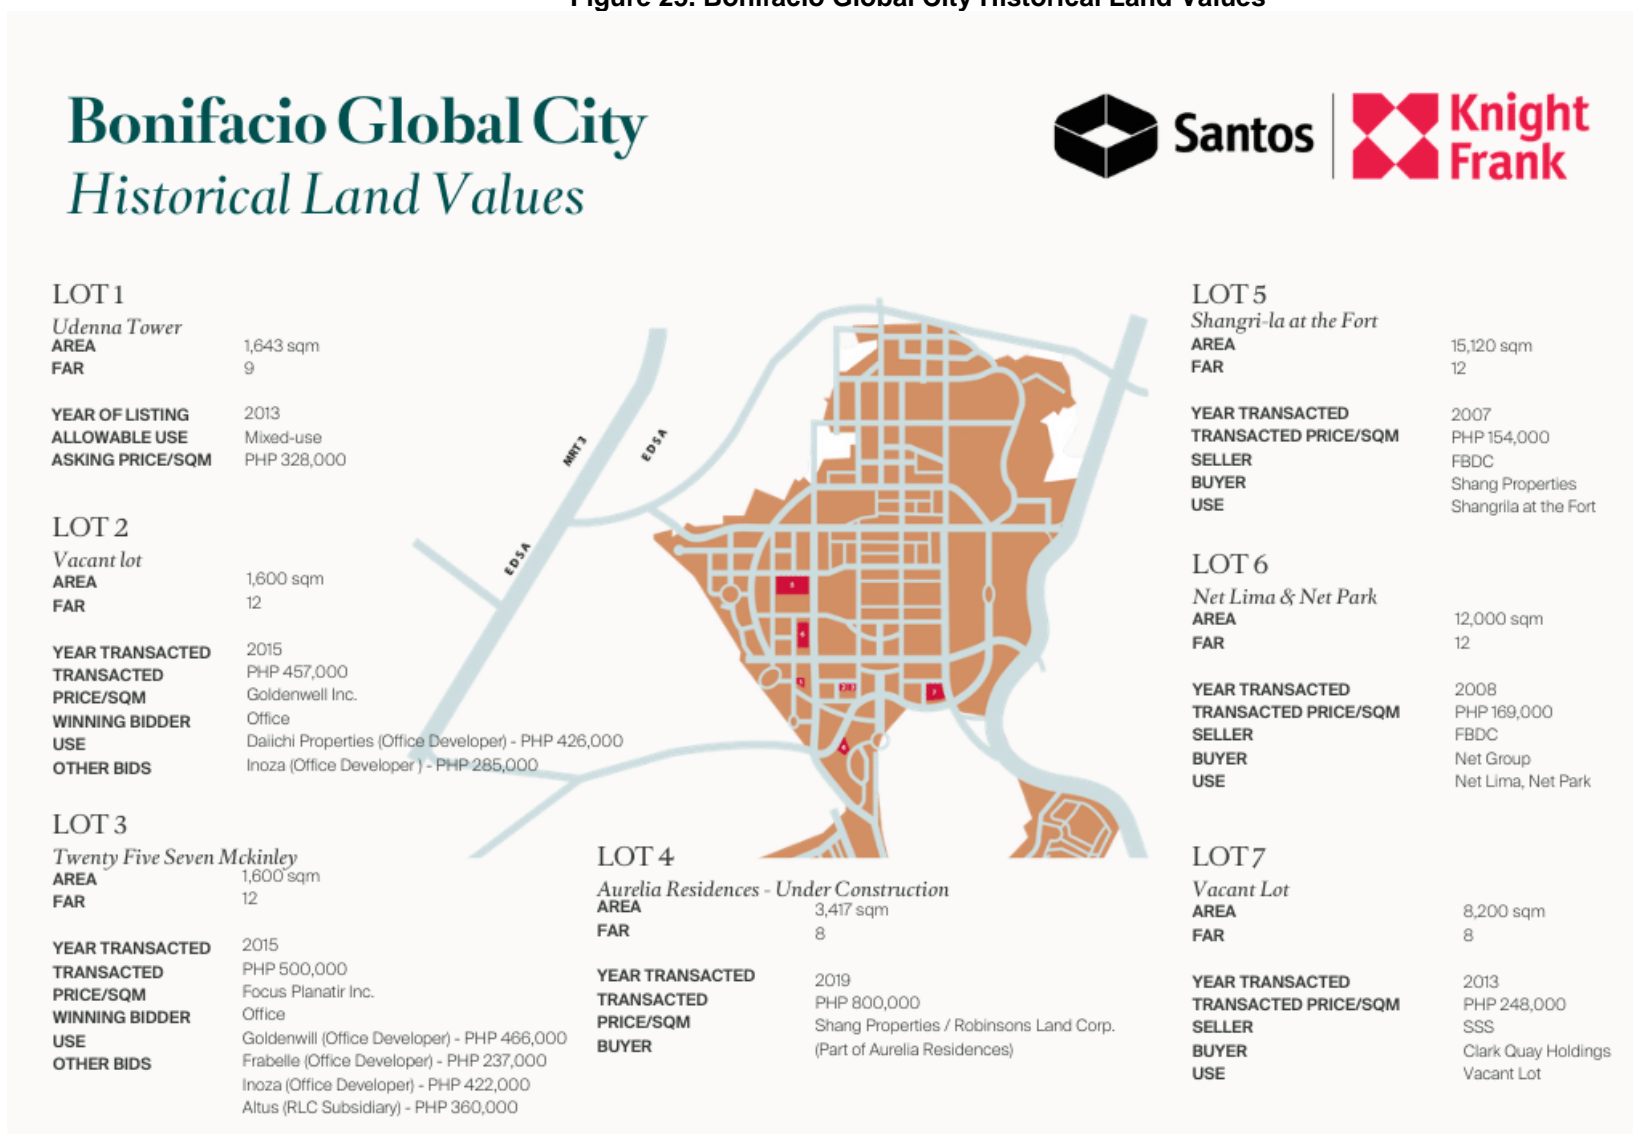 Figure 25. Bonifacio Global City Historical Land Values
Bonifacio Global City
Historical Land Values
Santos
Knight
Frank
LOT 1
Udenna Tower
AREA 1,643 sqm
FAR 9
YEAR OF LISTING 2013
ALLOWABLE USE Mixed-use
ASKING PRICE/SQM PHP 328,000
LOT 2
Vacant lot
AREA 1,600 sqm
FAR 12
YEAR TRANSACTED 2015
TRANSACTED PHP 457,000
PRICE/SQM Goldenwell Inc.
WINNING BIDDER Office
USE Daiichi Properties (Office Developer) - PHP 426,000
OTHER BIDS Inoza (Office Developer ) - PHP 285,000
LOT 3
Twenty Five Seven Mckinley
AREA 1,600 sqm
FAR 12
YEAR TRANSACTED 2015
TRANSACTED PHP 500,000
PRICE/SQM Focus Planatir Inc.
WINNING BIDDER Office
USE Goldenwill (Office Developer) - PHP 466,000
OTHER BIDS Frabelle (Office Developer) - PHP 237,000
Inoza (Office Developer) - PHP 422,000
Altus (RLC Subsidiary) - PHP 360,000
MRT 3
EDSA
EDSA
LOT 4
Aurelia Residences - Under Construction
AREA 3,417 sqm
FAR 8
YEAR TRANSACTED 2019
TRANSACTED PHP 800,000
PRICE/SQM Shang Properties / Robinsons Land Corp.
BUYER (Part of Aurelia Residences)
LOT 5
Shangri-la at the Fort
AREA 15,120 sqm
FAR 12
YEAR TRANSACTED 2007
TRANSACTED PRICE/SQM PHP 154,000
SELLER FBDC
BUYER Shang Properties
USE Shangrila at the Fort
LOT 6
Net Lima & Net Park
AREA 12,000 sqm
FAR 12
YEAR TRANSACTED 2008
TRANSACTED PRICE/SQM PHP 169,000
SELLER FBDC
BUYER Net Group
USE Net Lima, Net Park
LOT 7
Vacant Lot
AREA 8,200 sqm
FAR 8
YEAR TRANSACTED 2013
TRANSACTED PRICE/SQM PHP 248,000
SELLER SSS
BUYER Clark Quay Holdings
USE Vacant Lot